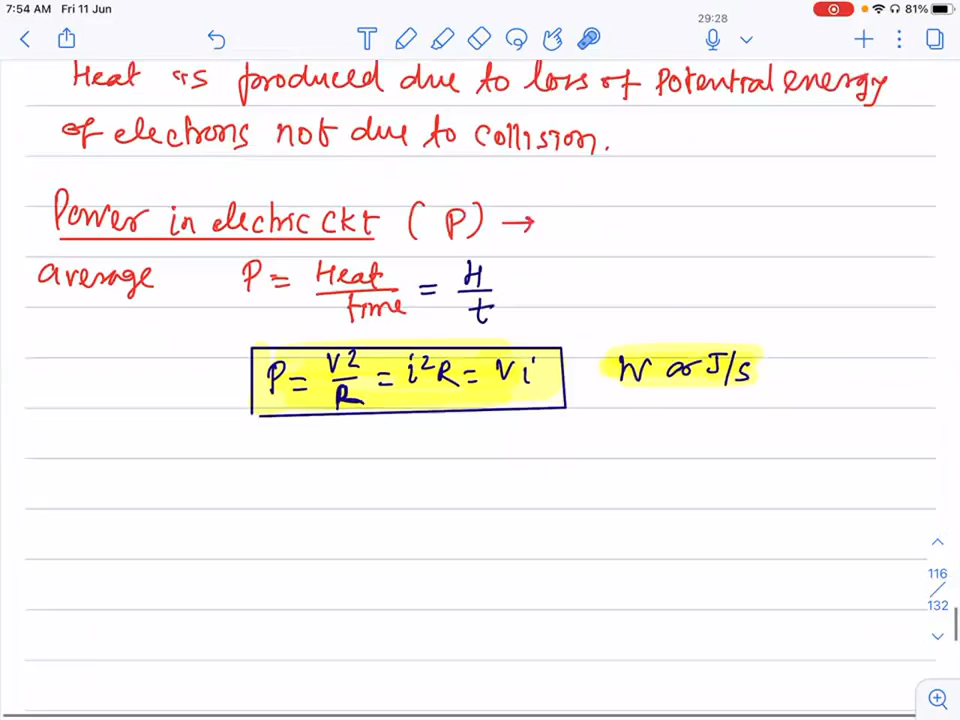 7:54 AM Fri 11 Jun
81%
29:28
Heat is produced due to loss of potential energy
of electrons not due to collision.
Power in electric ckt (P) →
average P = Heat/time = H/t
P = V²/R = i²R = Vi W or J/s
116
132